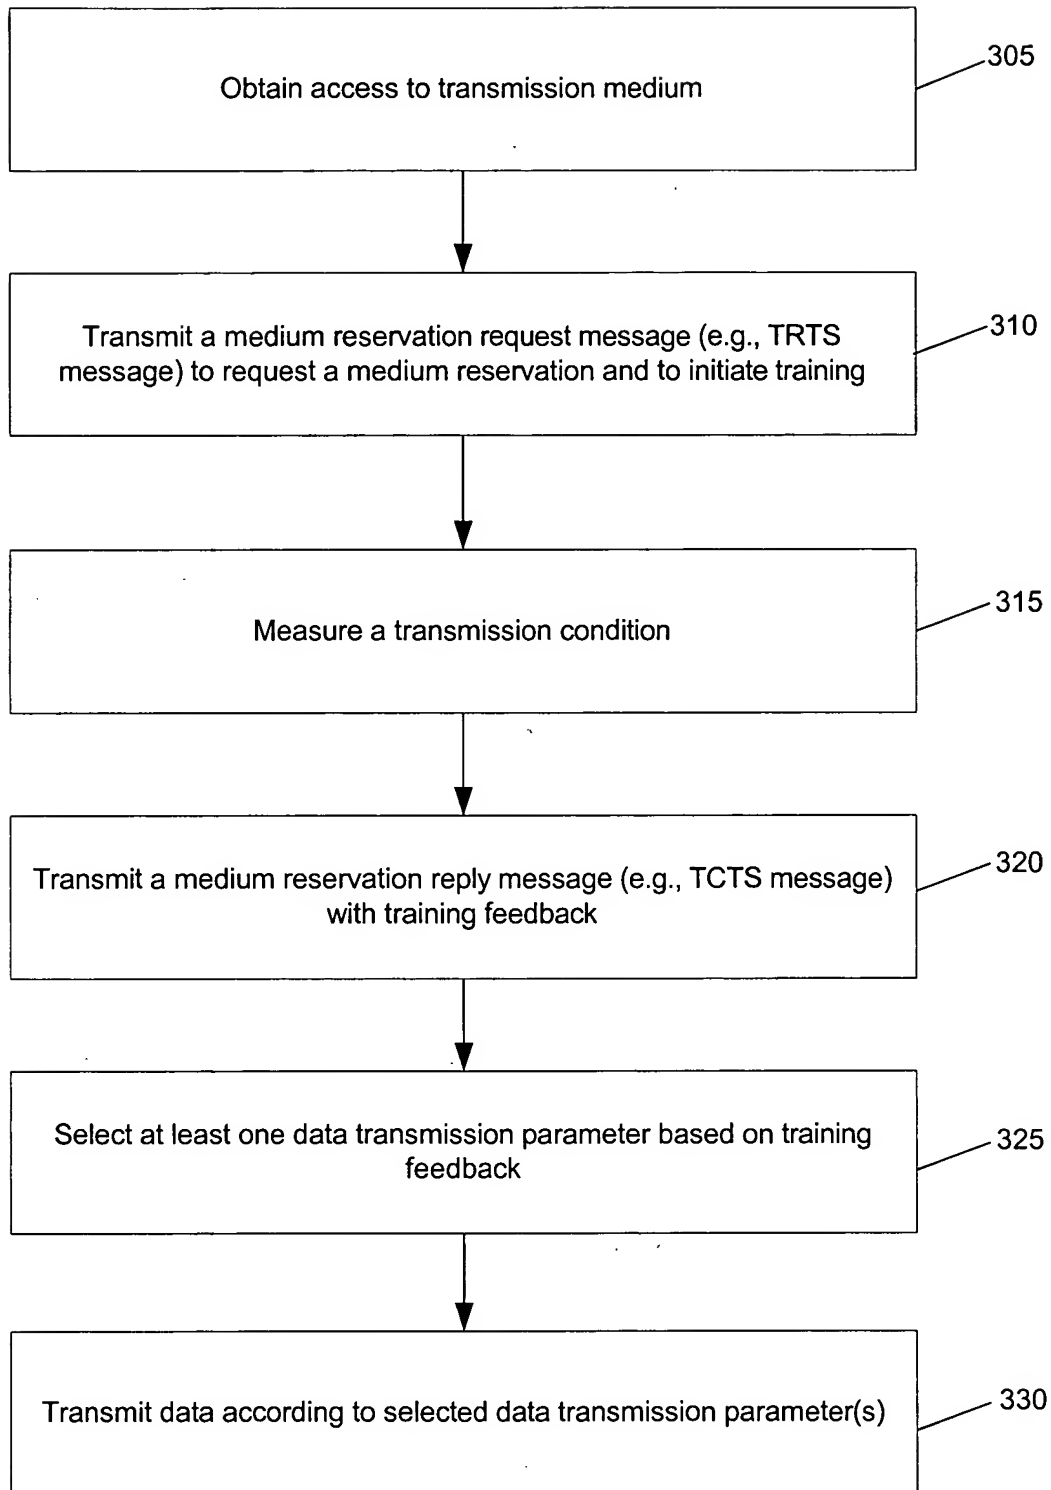 Obtain access to transmission medium
305
Transmit a medium reservation request message (e.g., TRTS
message) to request a medium reservation and to initiate training
310
Measure a transmission condition
315
Transmit a medium reservation reply message (e.g., TCTS message)
with training feedback
320
Select at least one data transmission parameter based on training
feedback
325
Transmit data according to selected data transmission parameter(s)
330